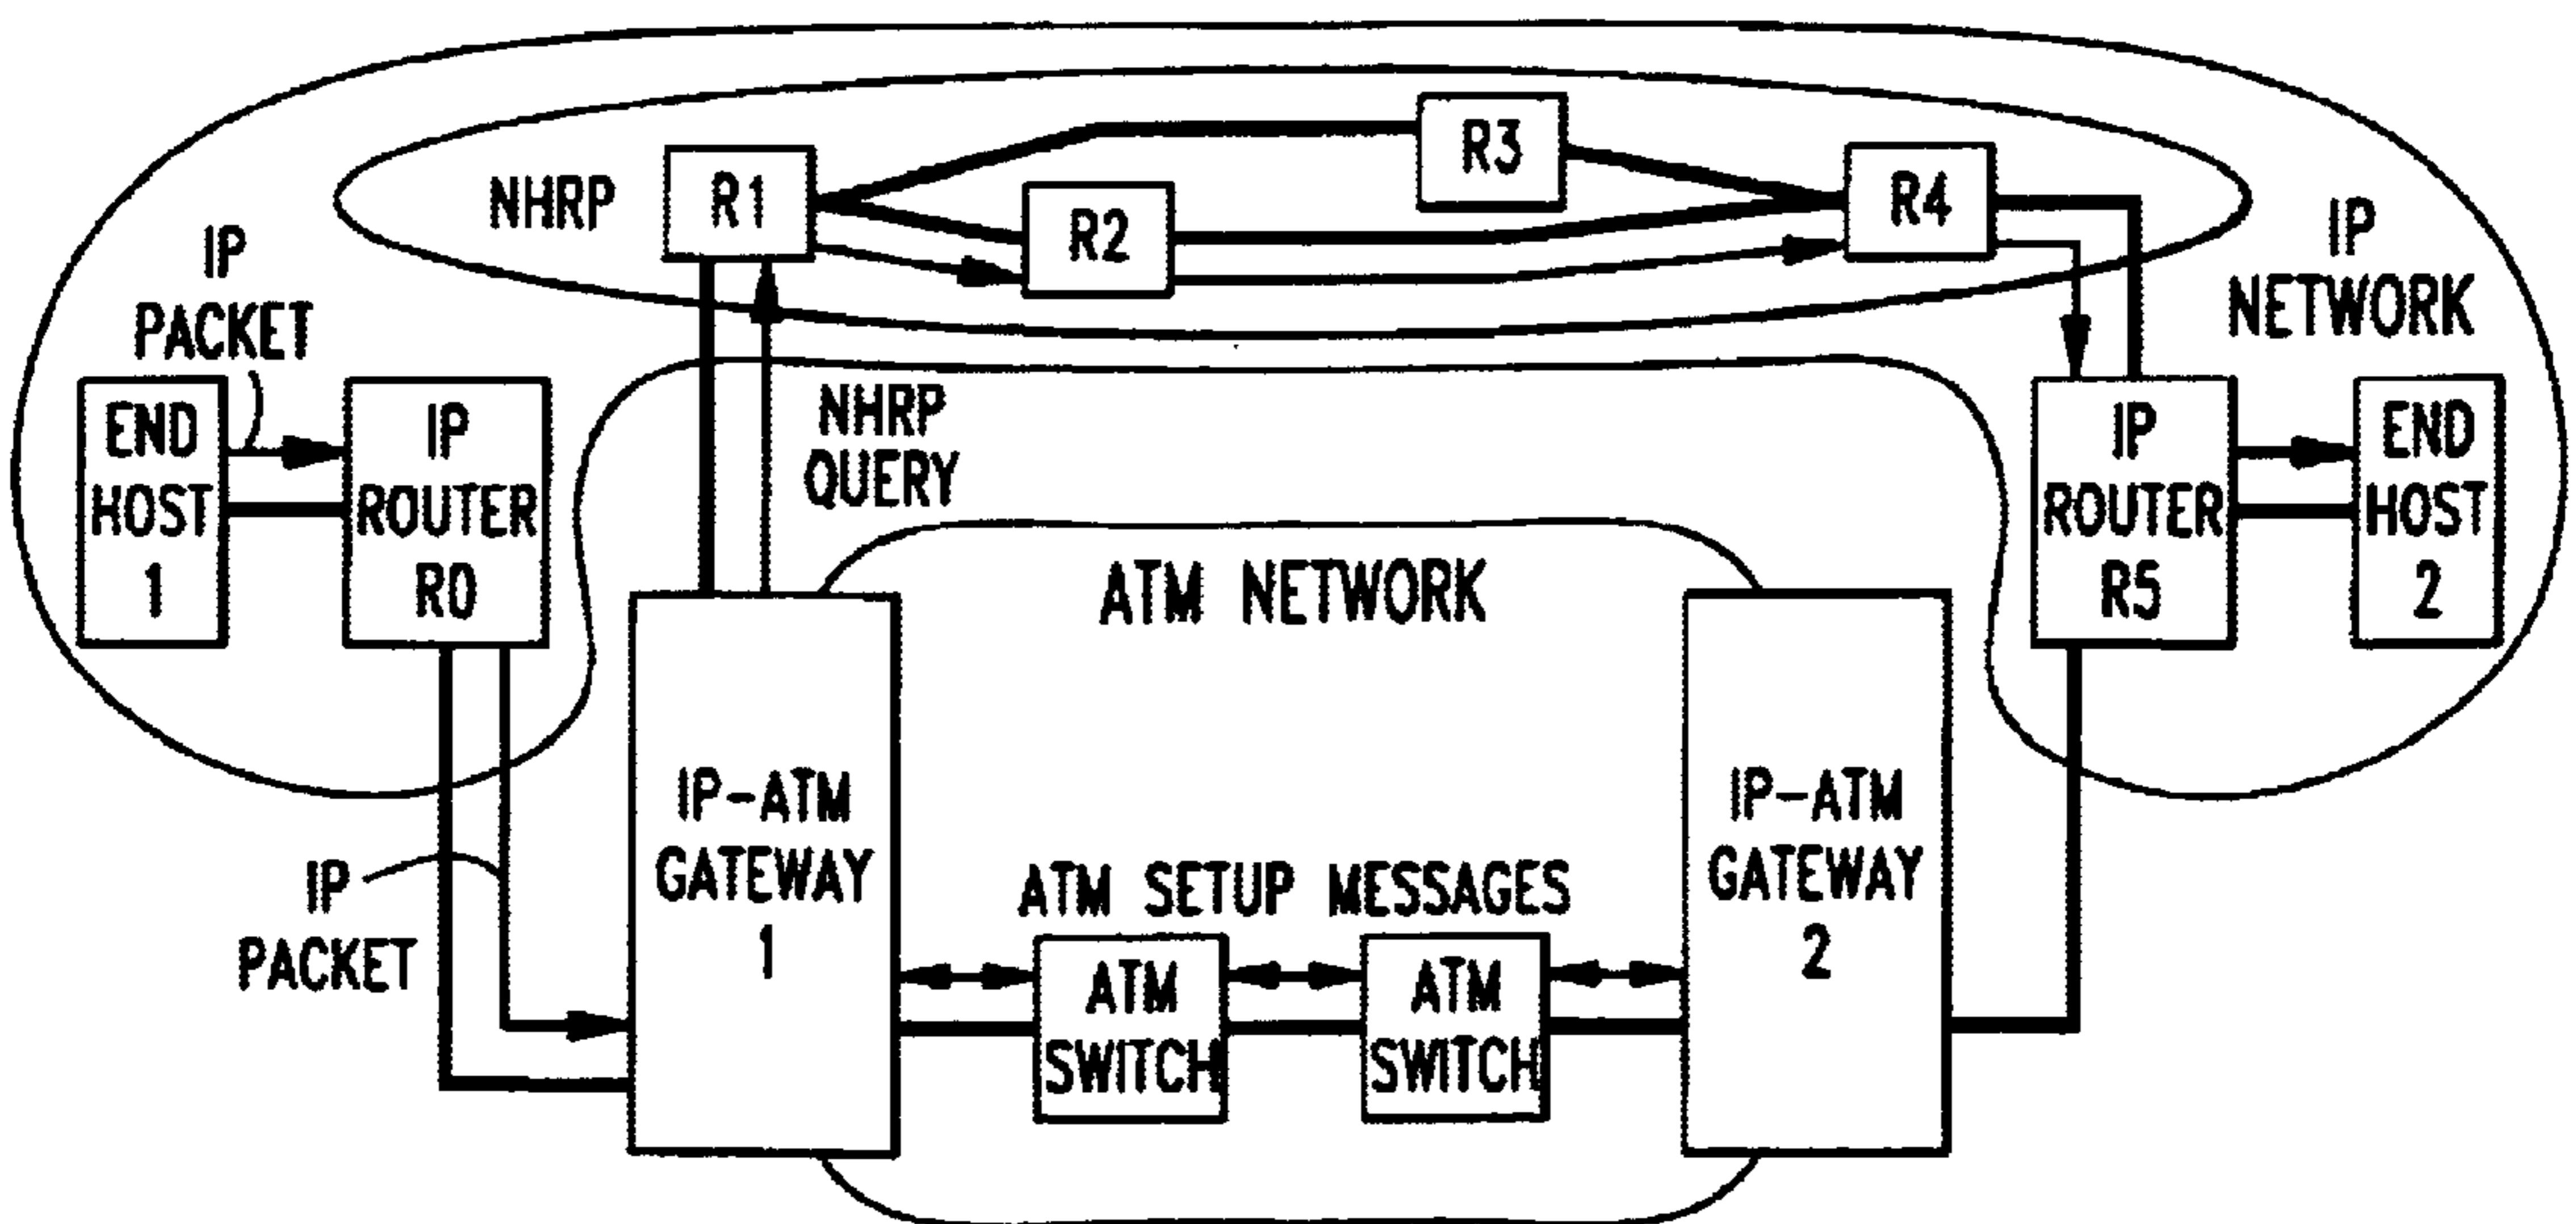 R3
NHRP
R1
R2
R4
IP
PACKET
IP
NETWORK
END
HOST
1
IP
ROUTER
R0
NHRP
QUERY
IP
ROUTER
R5
END
HOST
2
ATM NETWORK
IP-ATM
GATEWAY
1
IP-ATM
GATEWAY
2
IP
PACKET
ATM SETUP MESSAGES
ATM
SWITCH
ATM
SWITCH